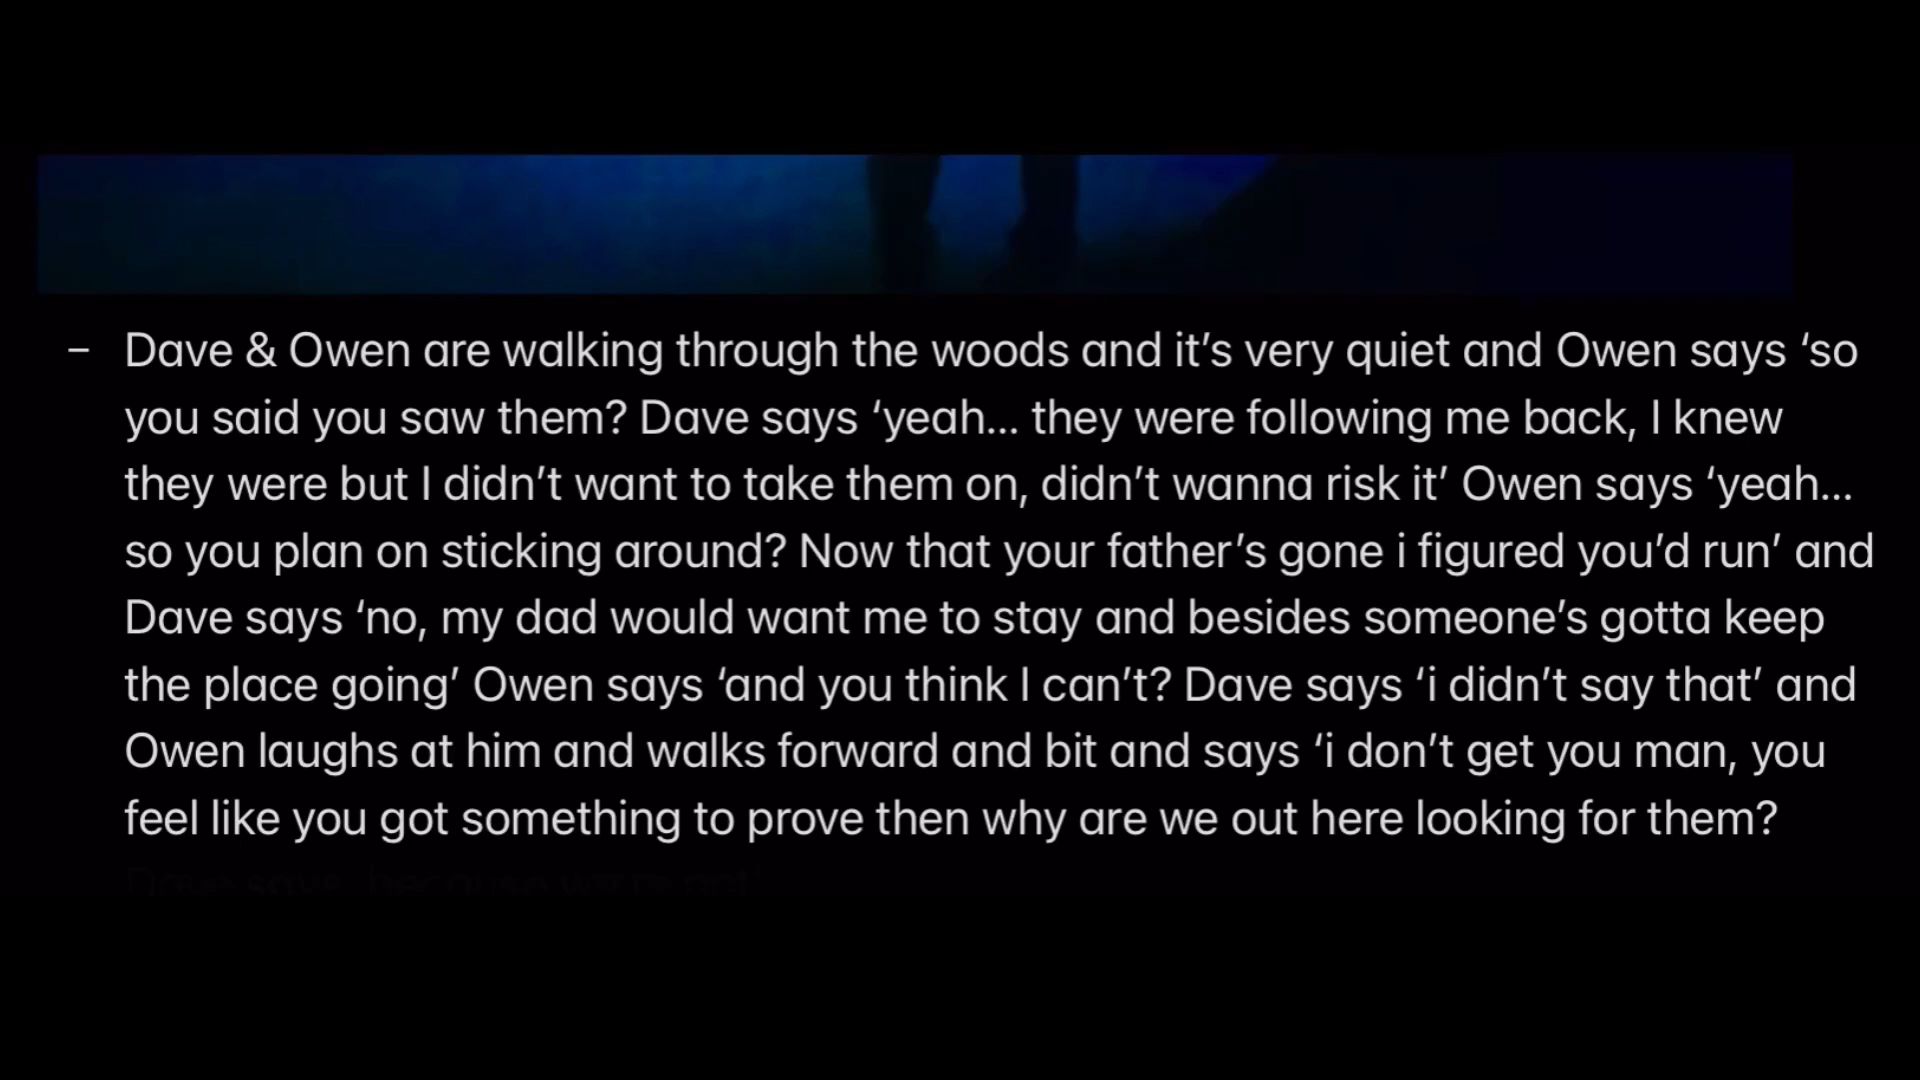 – Dave & Owen are walking through the woods and it’s very quiet and Owen says ‘so
you said you saw them? Dave says ‘yeah... they were following me back, I knew
they were but I didn’t want to take them on, didn’t wanna risk it’ Owen says ‘yeah...
so you plan on sticking around? Now that your father’s gone i figured you’d run’ and
Dave says ‘no, my dad would want me to stay and besides someone’s gotta keep
the place going’ Owen says ‘and you think I can’t? Dave says ‘i didn’t say that’ and
Owen laughs at him and walks forward and bit and says ‘i don’t get you man, you
feel like you got something to prove then why are we out here looking for them?
Dave says